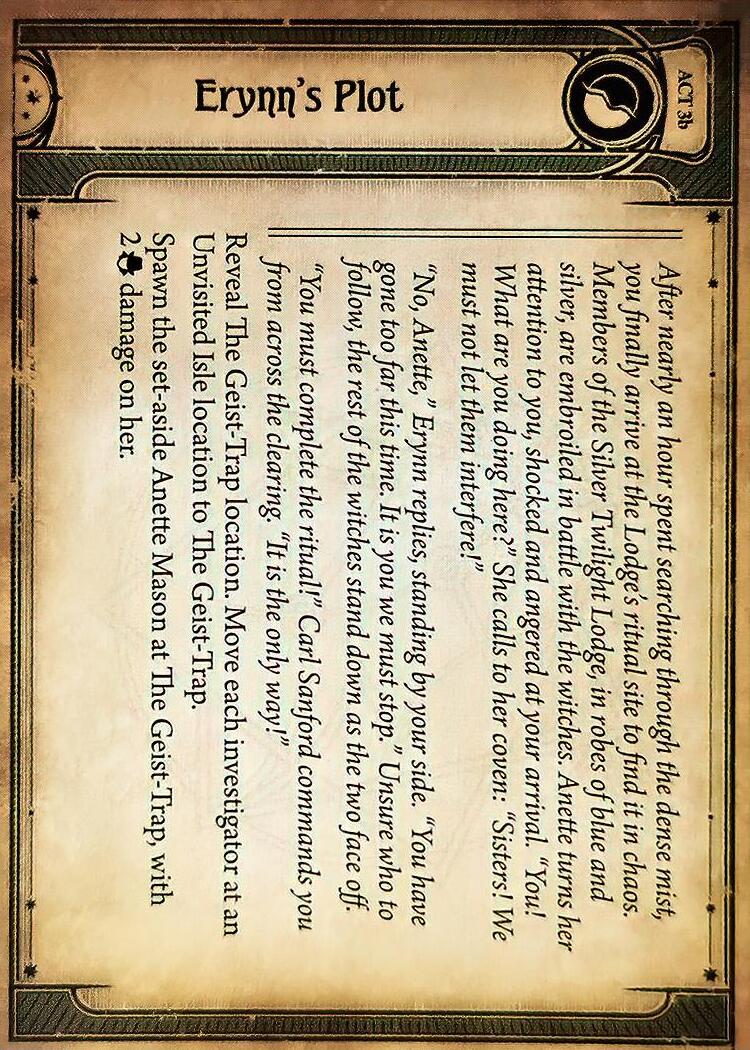 ACT 3b
Erynn's Plot
After nearly an hour spent searching through the dense mist,
you finally arrive at the Lodge's ritual site to find it in chaos.
Members of the Silver Twilight Lodge, in robes of blue and
silver, are embroiled in battle with the witches. Anette turns her
attention to you, shocked and angered at your arrival. “You!
What are you doing here?” She calls to her coven: “Sisters! We
must not let them interfere!”
“No, Anette,” Erynn replies, standing by your side. “You have
gone too far this time. It is you we must stop.” Unsure who to
follow, the rest of the witches stand down as the two face off.
“You must complete the ritual!” Carl Sanford commands you
from across the clearing. “It is the only way!”
Reveal The Geist-Trap location. Move each investigator at an
Unvisited Isle location to The Geist-Trap.
Spawn the set-aside Anette Mason at The Geist-Trap, with
2 damage on her.